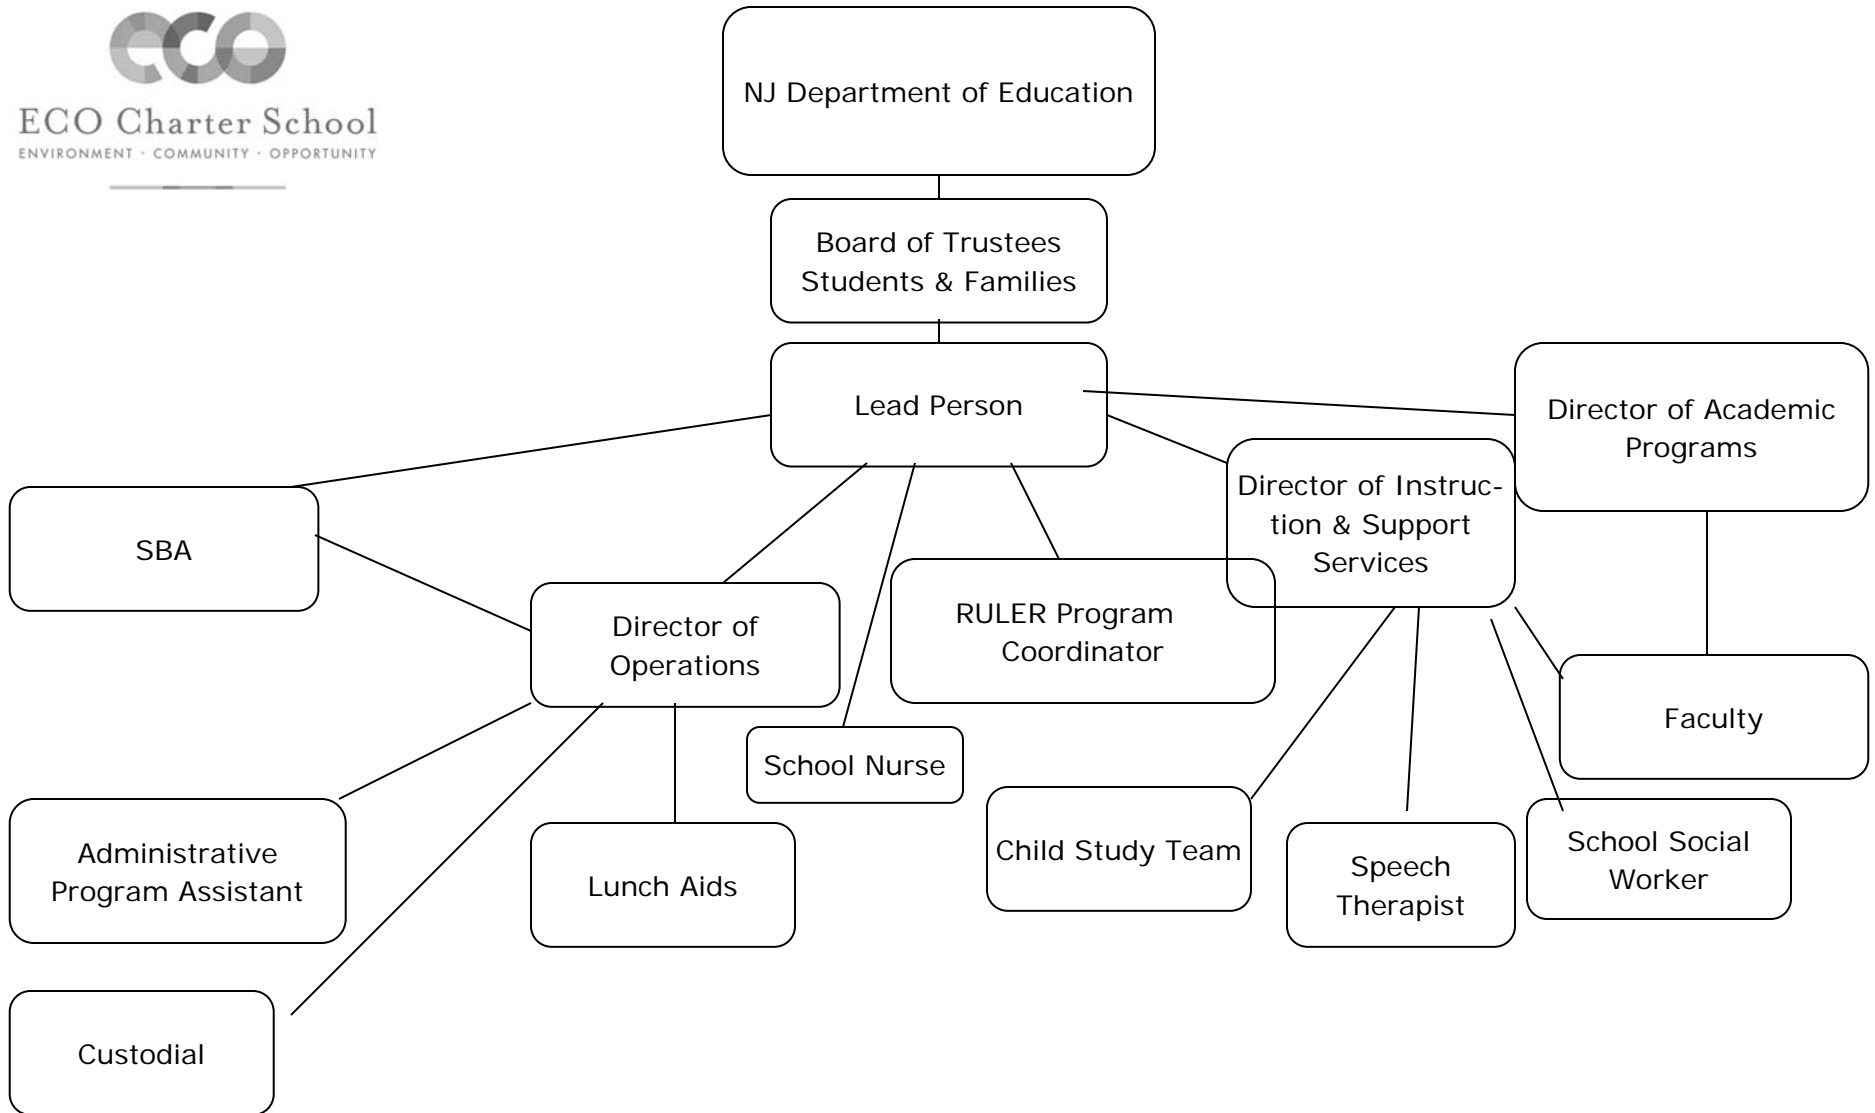 eco
ECO Charter School
ENVIRONMENT · COMMUNITY · OPPORTUNITY
NJ Department of Education
Board of Trustees
Students & Families
Lead Person
Director of Academic
Programs
Director of Instruc-
tion & Support
Services
SBA
Director of
Operations
RULER Program
Coordinator
School Nurse
Faculty
Administrative
Program Assistant
Lunch Aids
Child Study Team
Speech
Therapist
School Social
Worker
Custodial